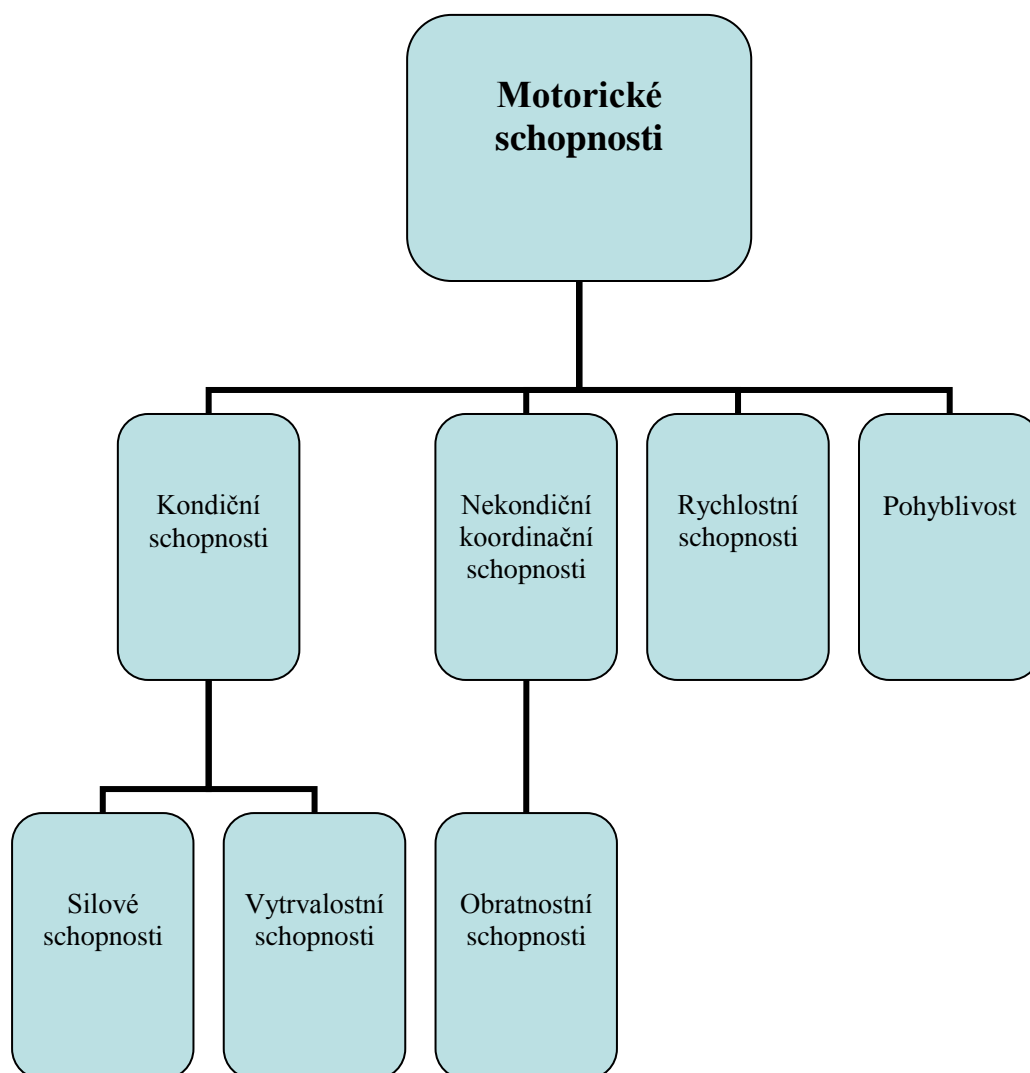 Motorické
schopnosti
Kondiční
schopnosti
Nekondiční
koordinační
schopnosti
Rychlostní
schopnosti
Pohyblivost
Silové
schopnosti
Vytrvalostní
schopnosti
Obratnostní
schopnosti